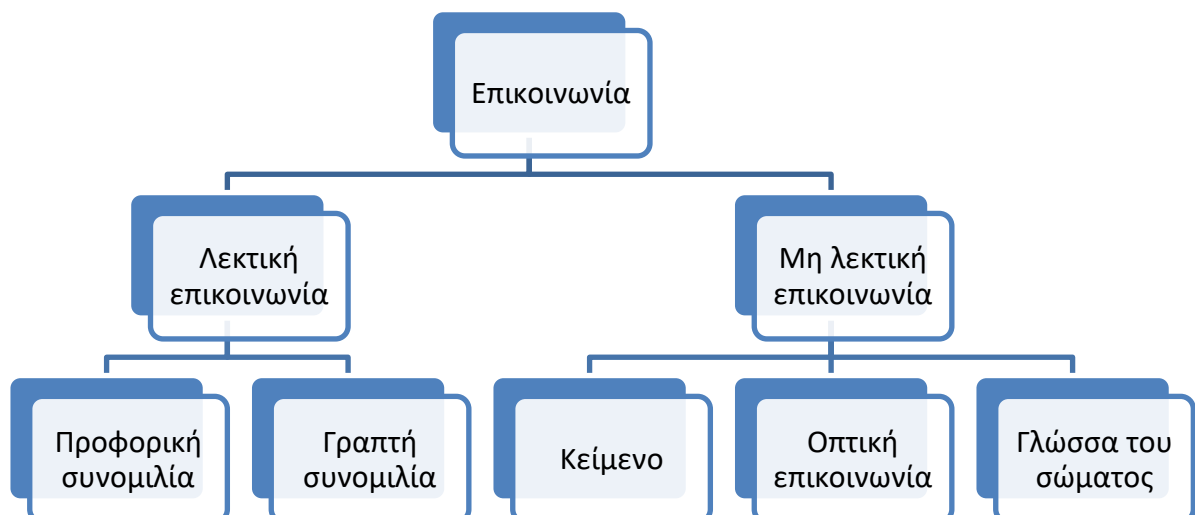 Επικοινωνία
Λεκτική
επικοινωνία
Μη λεκτική
επικοινωνία
Προφορική
συνομιλία
Γραπτή
συνομιλία
Κείμενο
Οπτική
επικοινωνία
Γλώσσα του
σώματος